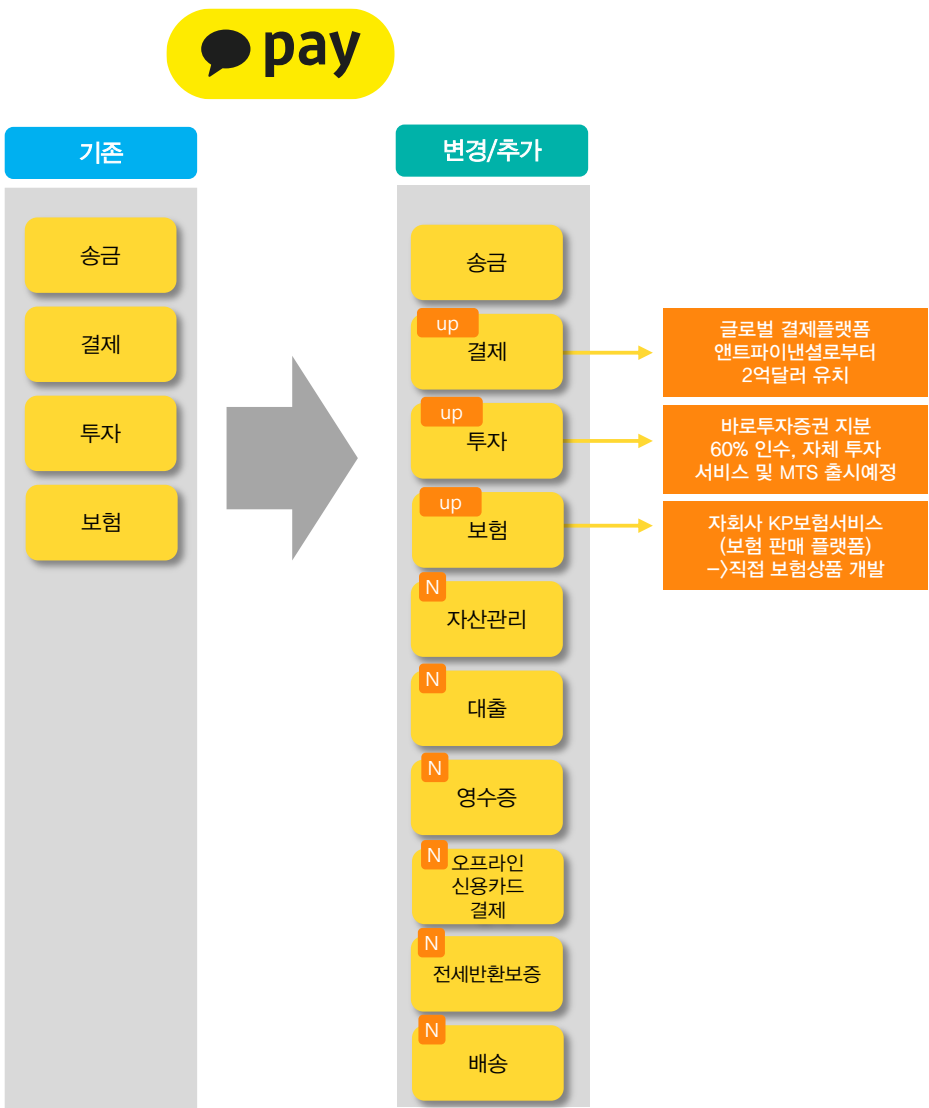 pay
기존
송금
결제
투자
보험
변경/추가
송금
up
결제
up
투자
up
보험
N
자산관리
N
대출
N
영수증
N
오프라인
신용카드
결제
N
전세반환보증
N
배송
글로벌 결제플랫폼
앤트파이낸셜로부터
2억달러 유치
바로투자증권 지분
60% 인수, 자체 투자
서비스 및 MTS 출시예정
자회사 KP보험서비스
(보험 판매 플랫폼)
->직접 보험상품 개발